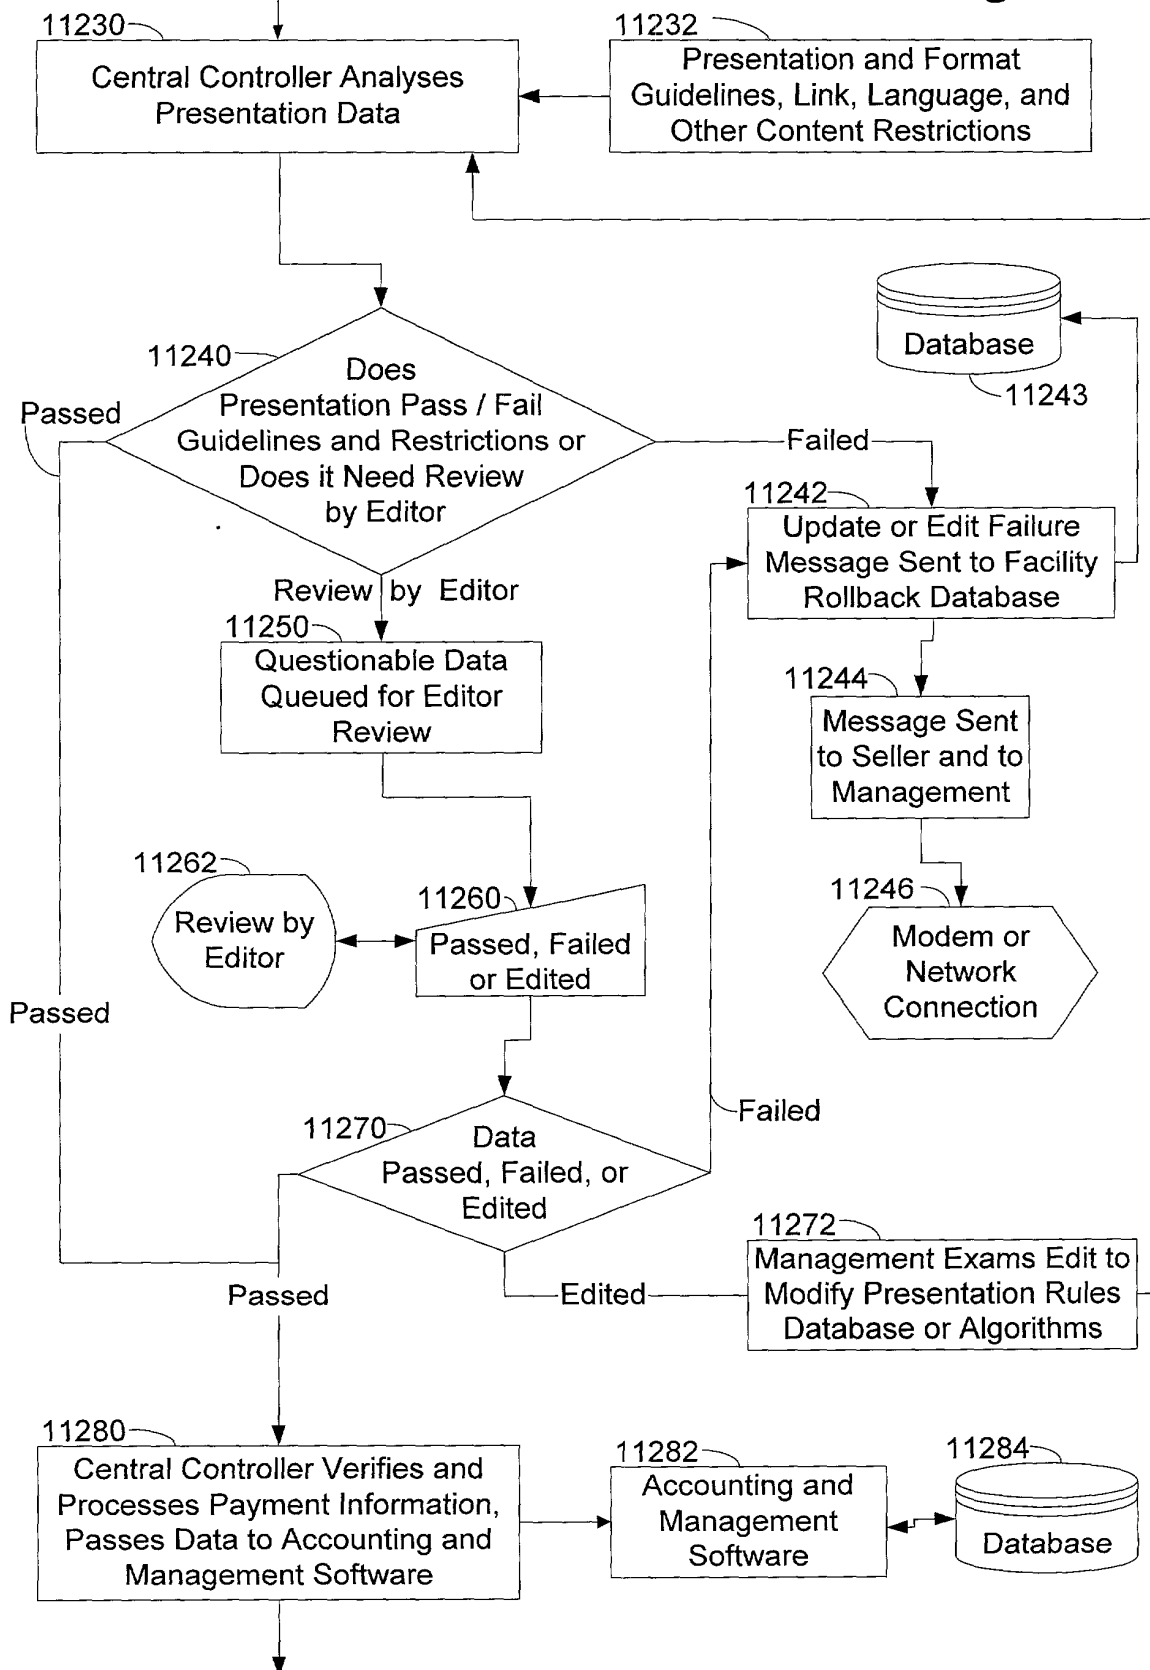 11230
Central Controller Analyses
Presentation Data
11232
Presentation and Format
Guidelines, Link, Language, and
Other Content Restrictions
Database
11243
11240
Does
Presentation Pass / Fail
Guidelines and Restrictions or
Does it Need Review
by Editor
Passed
Failed
11242
Update or Edit Failure
Message Sent to Facility
Rollback Database
Review by Editor
11250
Questionable Data
Queued for Editor
Review
11244
Message Sent
to Seller and to
Management
11262
Review by
Editor
11260
Passed, Failed
or Edited
11246
Modem or
Network
Connection
Passed
Failed
11270
Data
Passed, Failed, or
Edited
11272
Management Exams Edit to
Modify Presentation Rules
Database or Algorithms
Passed
Edited
11280
Central Controller Verifies and
Processes Payment Information,
Passes Data to Accounting and
Management Software
11282
Accounting and
Management
Software
11284
Database